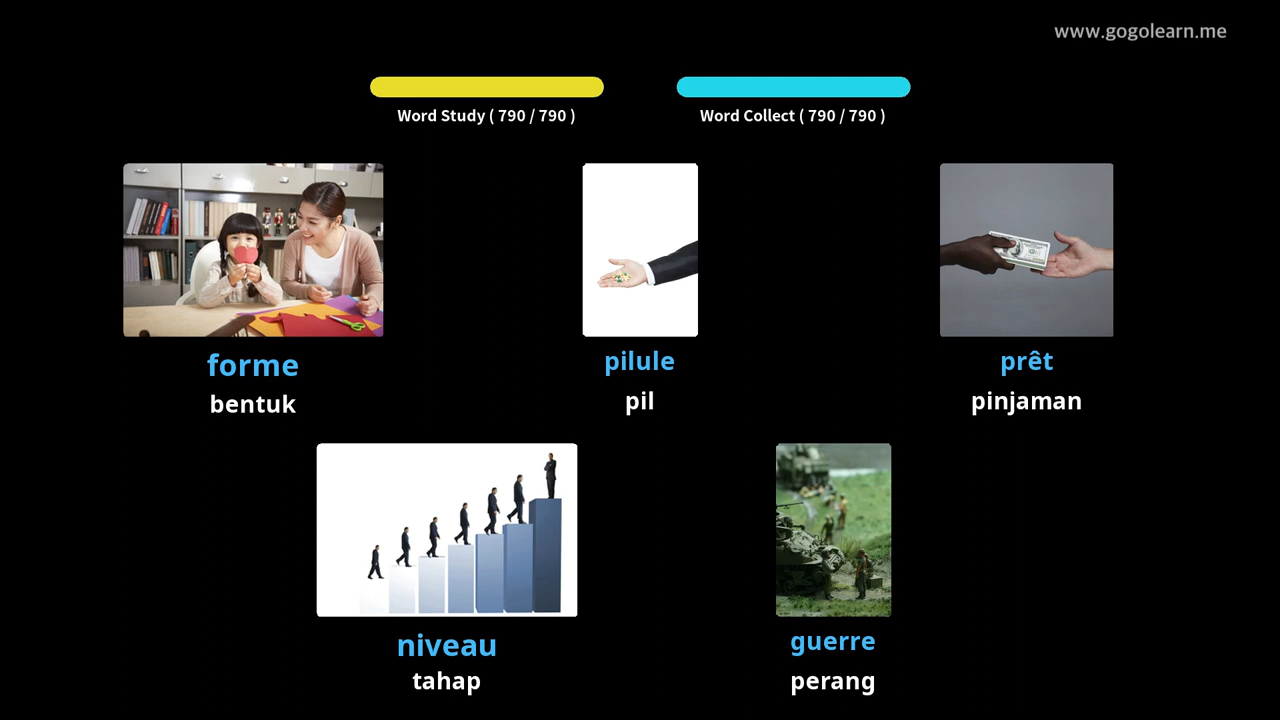 www.gogolearn.me
Word Study ( 790 / 790 )
Word Collect ( 790 / 790 )
forme
bentuk
pilule
pil
prêt
pinjaman
niveau
tahap
guerre
perang